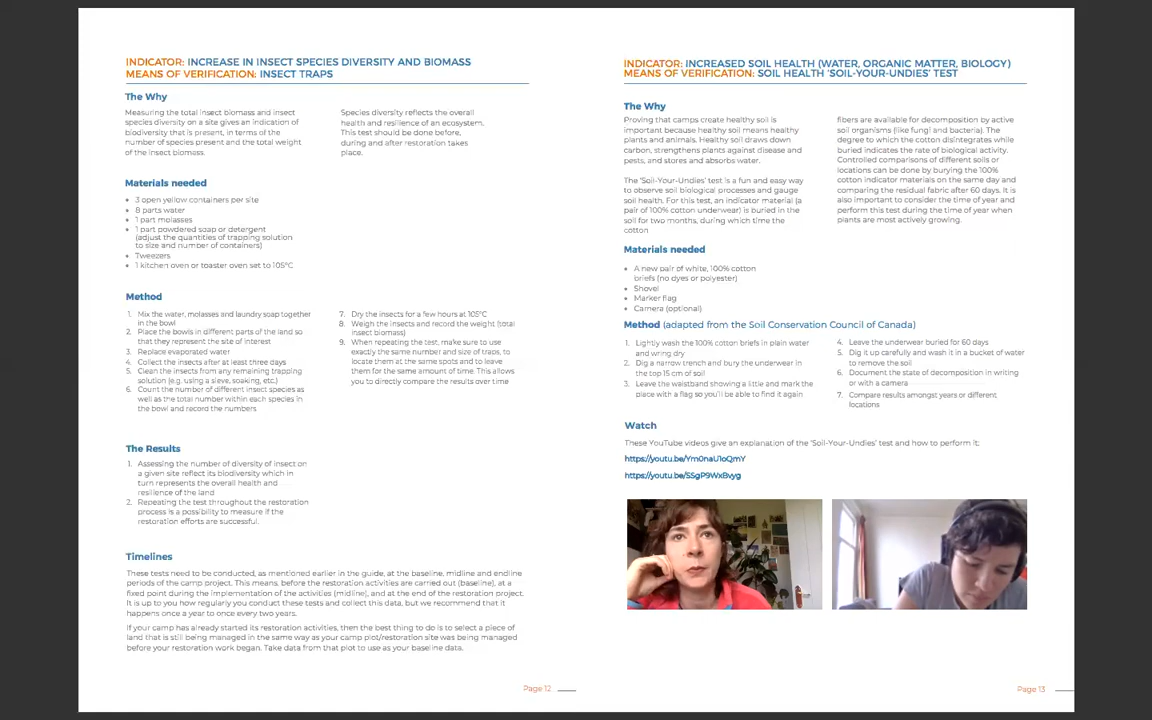 INDICATOR: INCREASE IN INSECT SPECIES DIVERSITY AND BIOMASS
MEANS OF VERIFICATION: INSECT TRAPS
The Why
Measuring the total insect biomass and insect
species diversity on a site gives an indication of
biodiversity that is present, in terms of the
number of species present and the total weight
of the insect biomass.
Species diversity reflects the overall
health and resilience of an ecosystem.
This test should be done before,
during and after restoration takes
place.
Materials needed
• 3 open yellow containers per site
• 8 parts water
• 1 part molasses
• 1 part powdered soap or detergent
(adjust the quantities of trapping solution
to size and number of containers)
• Tweezers
• 1 kitchen oven or toaster oven set to 105°C
Method
1. Mix the water, molasses and laundry soap together
in the bowl
2. Place the bowls in different parts of the land so
that they represent the site of interest
3. Replace evaporated water
4. Collect the insects after at least three days
5. Clean the insects from any remaining trapping
solution (e.g. using a sieve, soaking, etc.)
6. Count the number of different insect species as
well as the total number within each species in
the bowl and record the numbers
7. Dry the insects for a few hours at 105°C
8. Weigh the insects and record the weight (total
insect biomass)
9. When repeating the test, make sure to use
exactly the same number and size of traps, to
locate them at the same spots and to leave
them for the same amount of time. This allows
you to directly compare the results over time
The Results
1. Assessing the number of diversity of insect on
a given site reflect its biodiversity which in
turn represents the overall health and
resilience of the land
2. Repeating the test throughout the restoration
process is a possibility to measure if the
restoration efforts are successful.
Timelines
These tests need to be conducted, as mentioned earlier in the guide, at the baseline, midline and endline
periods of the camp project. This means: before the restoration activities are carried out (baseline), at a
fixed point during the implementation of the activities (midline), and at the end of the restoration project.
It is up to you how regularly you conduct these tests and collect this data, but we recommend that it
happens once a year to once every two years.
If your camp has already started its restoration activities, then the best thing to do is to select a piece of
land that is still being managed in the same way as your camp plot/restoration site was being managed
before your restoration work began. Take data from that plot to use as your baseline data.
Page 12
INDICATOR: INCREASED SOIL HEALTH (WATER, ORGANIC MATTER, BIOLOGY)
MEANS OF VERIFICATION: SOIL HEALTH ‘SOIL-YOUR-UNDIES’ TEST
The Why
Proving that camps create healthy soil is
important because healthy soil means healthy
plants and animals. Healthy soil draws down
carbon, strengthens plants against disease and
pests, and stores and absorbs water.
The ‘Soil-Your-Undies’ test is a fun and easy way
to observe soil biological processes and gauge
soil health. For this test, an indicator material (a
pair of 100% cotton underwear) is buried in the
soil for two months, during which time the
cotton
fibers are available for decomposition by active
soil organisms (like fungi and bacteria). The
degree to which the cotton disintegrates while
buried indicates the rate of biological activity.
Controlled comparisons of different soils or
locations can be done by burying the 100%
cotton indicator materials on the same day and
comparing the residual fabric after 60 days. It is
also important to consider the time of year and
perform this test during the time of year when
plants are most actively growing.
Materials needed
• A new pair of white, 100% cotton
briefs (no dyes or polyester)
• Shovel
• Marker flag
• Camera (optional)
Method (adapted from the Soil Conservation Council of Canada)
1. Lightly wash the 100% cotton briefs in plain water
and wring dry
2. Dig a narrow trench and bury the underwear in
the top 15 cm of soil
3. Leave the waistband showing a little and mark the
place with a flag so you'll be able to find it again
4. Leave the underwear buried for 60 days
5. Dig it up carefully and wash it in a bucket of water
to remove the soil
6. Document the state of decomposition in writing
or with a camera
7. Compare results amongst years or different
locations
Watch
These YouTube videos give an explanation of the ‘Soil-Your-Undies’ test and how to perform it:
https://youtu.be/Ym0naU1oQmY
https://youtu.be/SSgP9WxBvyg
Page 13